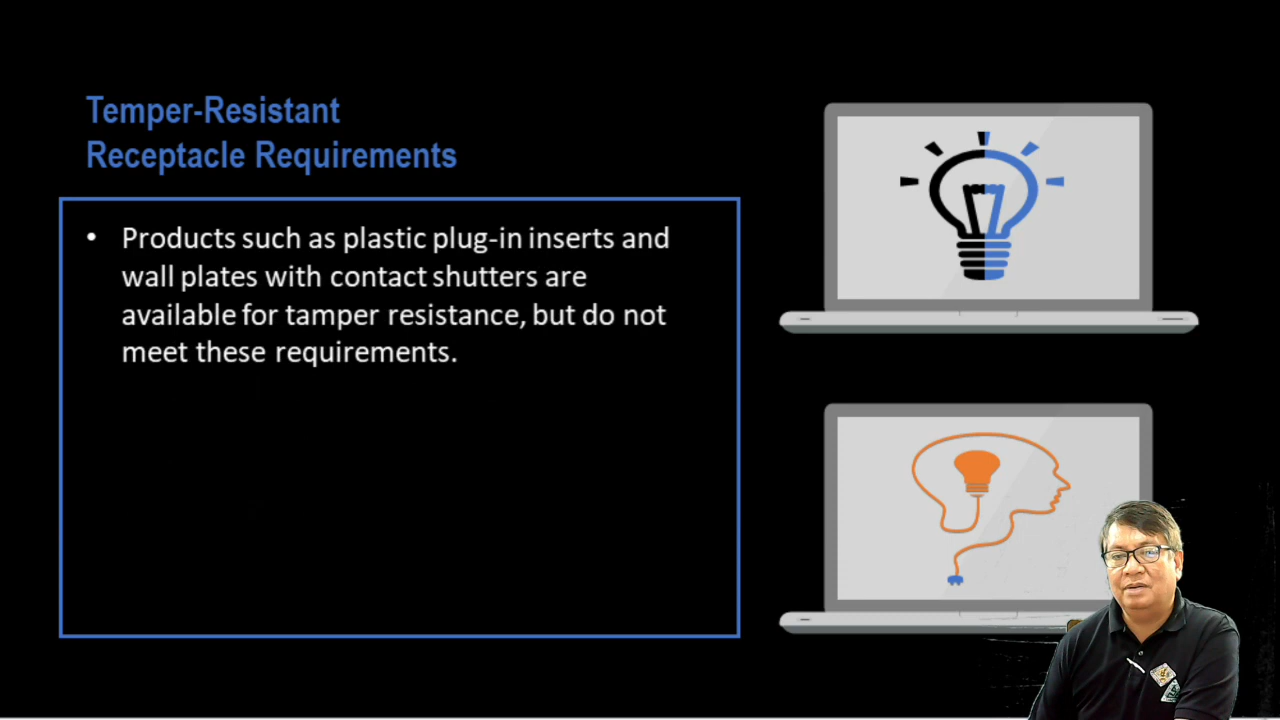 Temper-Resistant
Receptacle Requirements
• Products such as plastic plug-in inserts and
wall plates with contact shutters are
available for tamper resistance, but do not
meet these requirements.